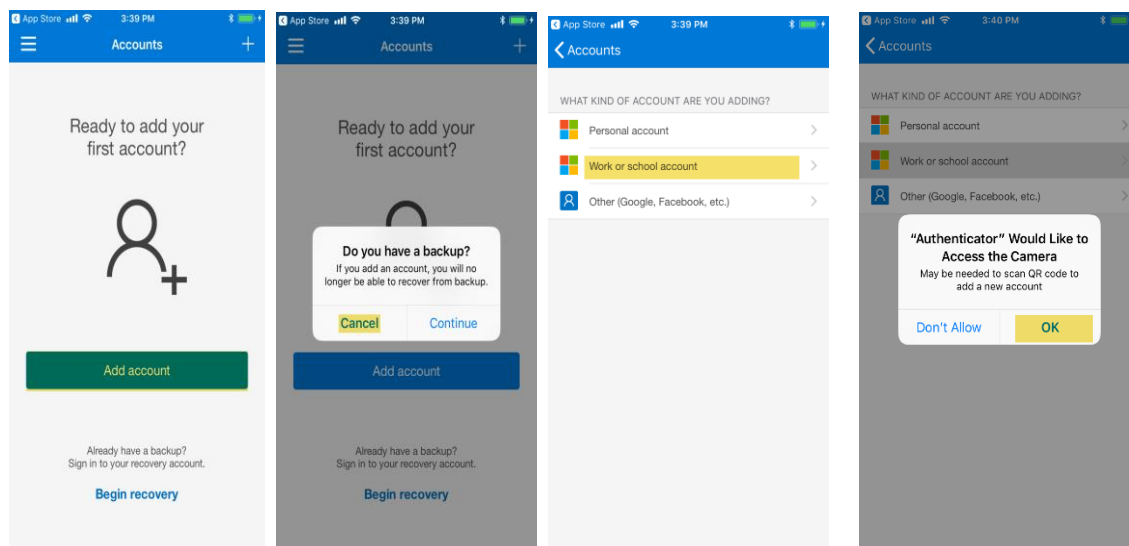 App Store 3:39 PM
Accounts
Ready to add your
first account?
Add account
Already have a backup?
Sign in to your recovery account.
Begin recovery
App Store 3:39 PM
Accounts
Ready to add your
first account?
Do you have a backup?
If you add an account, you will no
longer be able to recover from backup.
Cancel Continue
Add account
Already have a backup?
Sign in to your recovery account.
Begin recovery
App Store 3:39 PM
Accounts
WHAT KIND OF ACCOUNT ARE YOU ADDING?
Personal account
Work or school account
Other (Google, Facebook, etc.)
App Store 3:40 PM
Accounts
WHAT KIND OF ACCOUNT ARE YOU ADDING?
Personal account
Work or school account
Other (Google, Facebook, etc.)
“Authenticator” Would Like to
Access the Camera
May be needed to scan QR code to
add a new account
Don't Allow OK